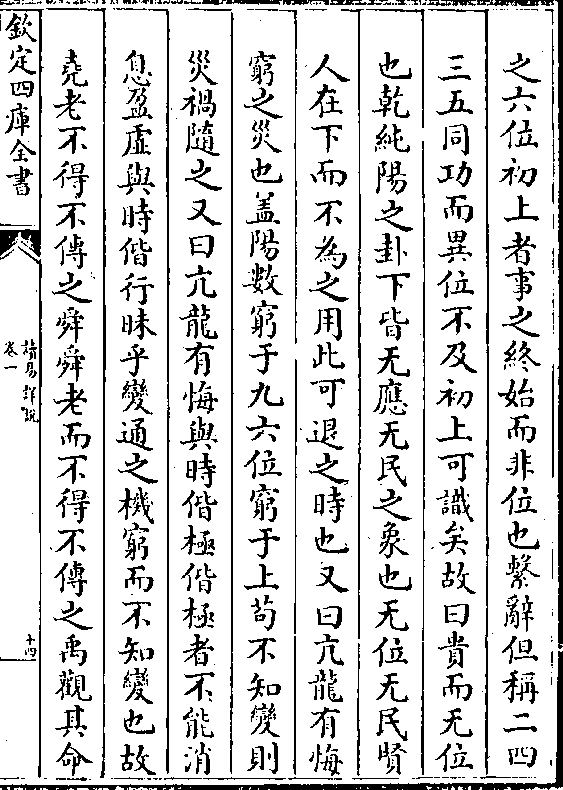 之六位初上者事之終始而非位也繫辭但稱二四
三五同功而異位不及初上可識矣故曰貴而无位
也乾純陽之卦下皆无應无民之象也无位无民賢
人在下而不為之用此可退之時也又曰亢龍有悔
窮之災也盖陽數窮于九六位窮于上苟不知變則
災禍隨之又曰亢龍有悔與時偕極偕極者不能消
息盈虛與時偕行昧乎變通之機窮而不知變也故
堯老不得不傳之舜舜老而不得不傳之禹觀其命
欽定四庫全書
讀易詳說
卷一
十四